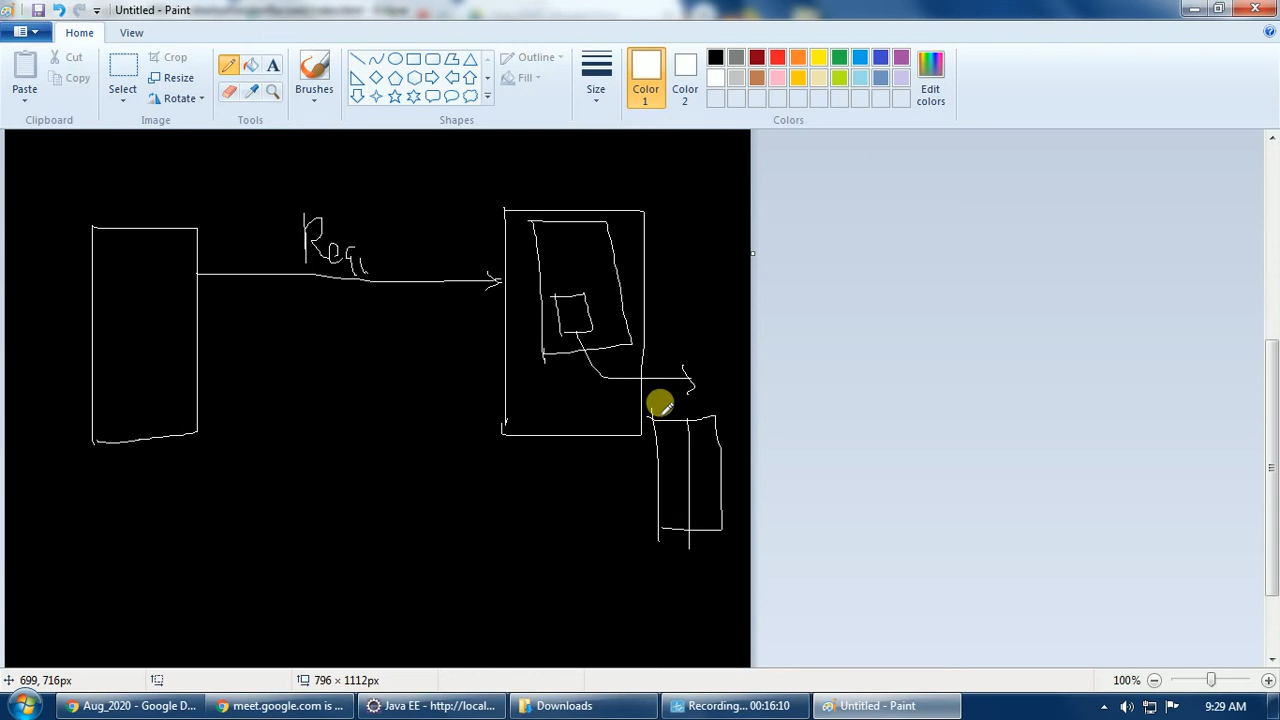 Untitled - Paint
Home
View
Paste
Cut
Copy
Clipboard
Select
Crop
Resize
Rotate
Image
A
Tools
Brushes
Shapes
Outline
Fill
Size
Color
1
Color
2
Edit
colors
Colors
Requ
699, 716px
796 × 1112px
100%
Aug_2020 - Google D...
meet.google.com is ...
Java EE - http://local...
Downloads
Recording... 00:16:10
Untitled - Paint
9:29 AM